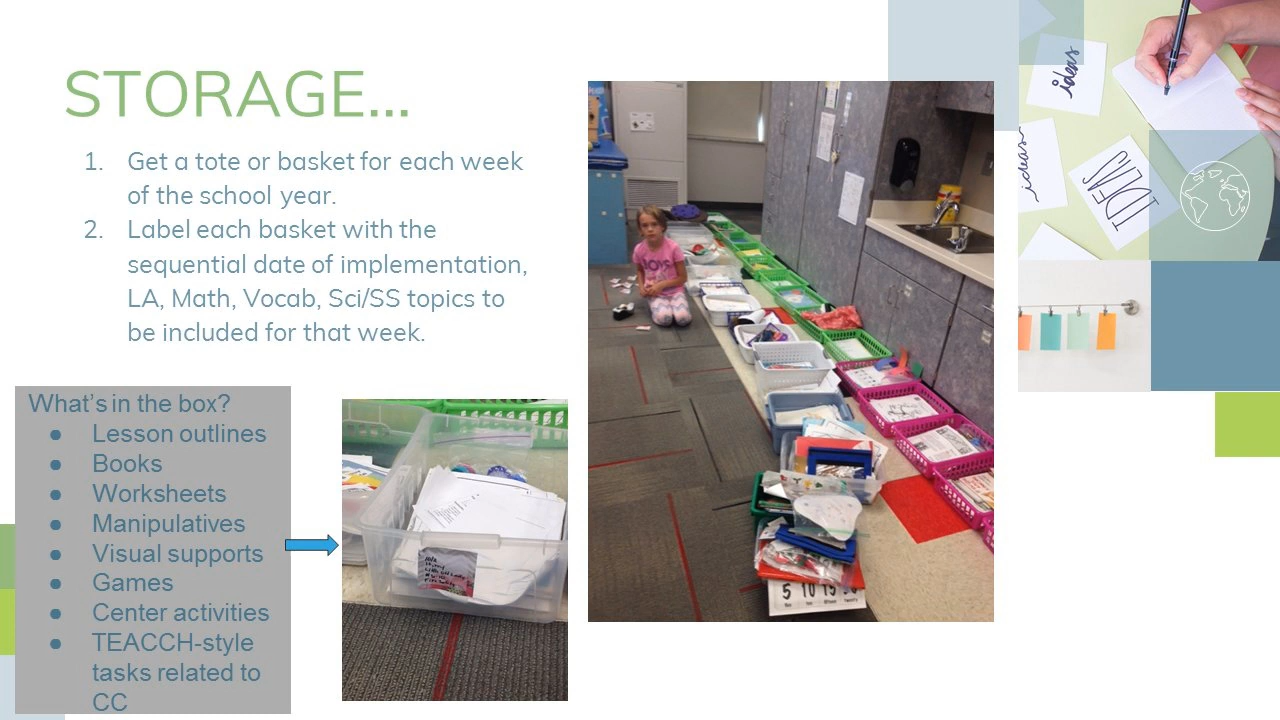 STORAGE...
1. Get a tote or basket for each week
of the school year.
2. Label each basket with the
sequential date of implementation,
LA, Math, Vocab, Sci/SS topics to
be included for that week.
What's in the box?
● Lesson outlines
● Books
● Worksheets
● Manipulatives
● Visual supports
● Games
● Center activities
● TEACCH-style
tasks related to
CC
5 10 15
ideas
ideas
IDEAS